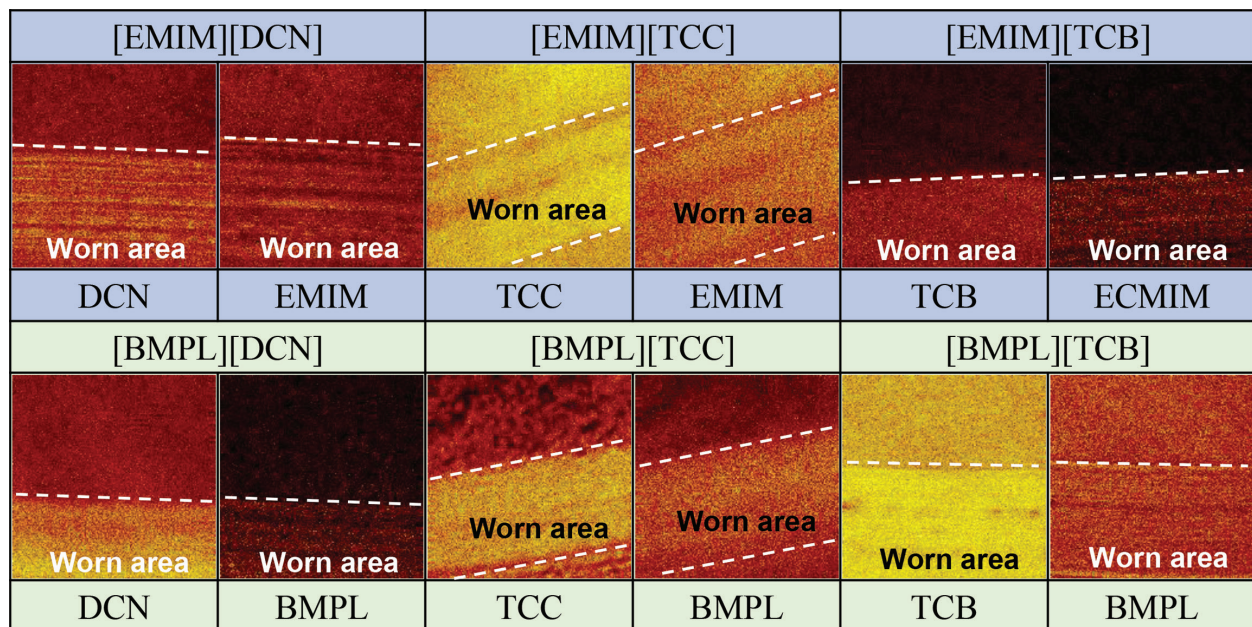 [EMIM][DCN] [EMIM][TCC] [EMIM][TCB]
Worn area Worn area Worn area Worn area Worn area Worn area
DCN EMIM TCC EMIM TCB ECMIM
[BMPL][DCN] [BMPL][TCC] [BMPL][TCB]
Worn area Worn area Worn area Worn area Worn area Worn area
DCN BMPL TCC BMPL TCB BMPL